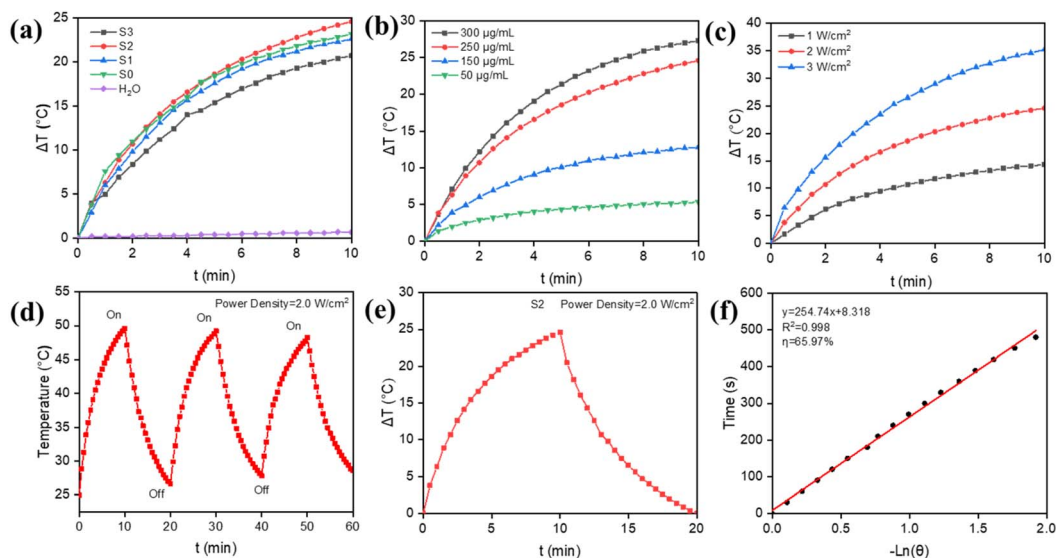 (a)
25
20
15
10
5
0
ΔT (°C)
S3
S2
S1
S0
H₂O
0 2 4 6 8 10
t (min)
(b)
30
25
20
15
10
5
0
ΔT (°C)
300 µg/mL
250 µg/mL
150 µg/mL
50 µg/mL
0 2 4 6 8 10
t (min)
(c)
40
35
30
25
20
15
10
5
0
ΔT (°C)
1 W/cm²
2 W/cm²
3 W/cm²
0 2 4 6 8 10
t (min)
(d)
55
50
45
40
35
30
25
Temperature (°C)
Power Density=2.0 W/cm²
On On On
Off Off
0 10 20 30 40 50 60
t (min)
(e)
30
25
20
15
10
5
0
ΔT (°C)
S2 Power Density=2.0 W/cm²
0 5 10 15 20
t (min)
(f)
600
500
400
300
200
100
0
Time (s)
y=254.74x+8.318
R²=0.998
η=65.97%
0.0 0.5 1.0 1.5 2.0
-Ln(θ)